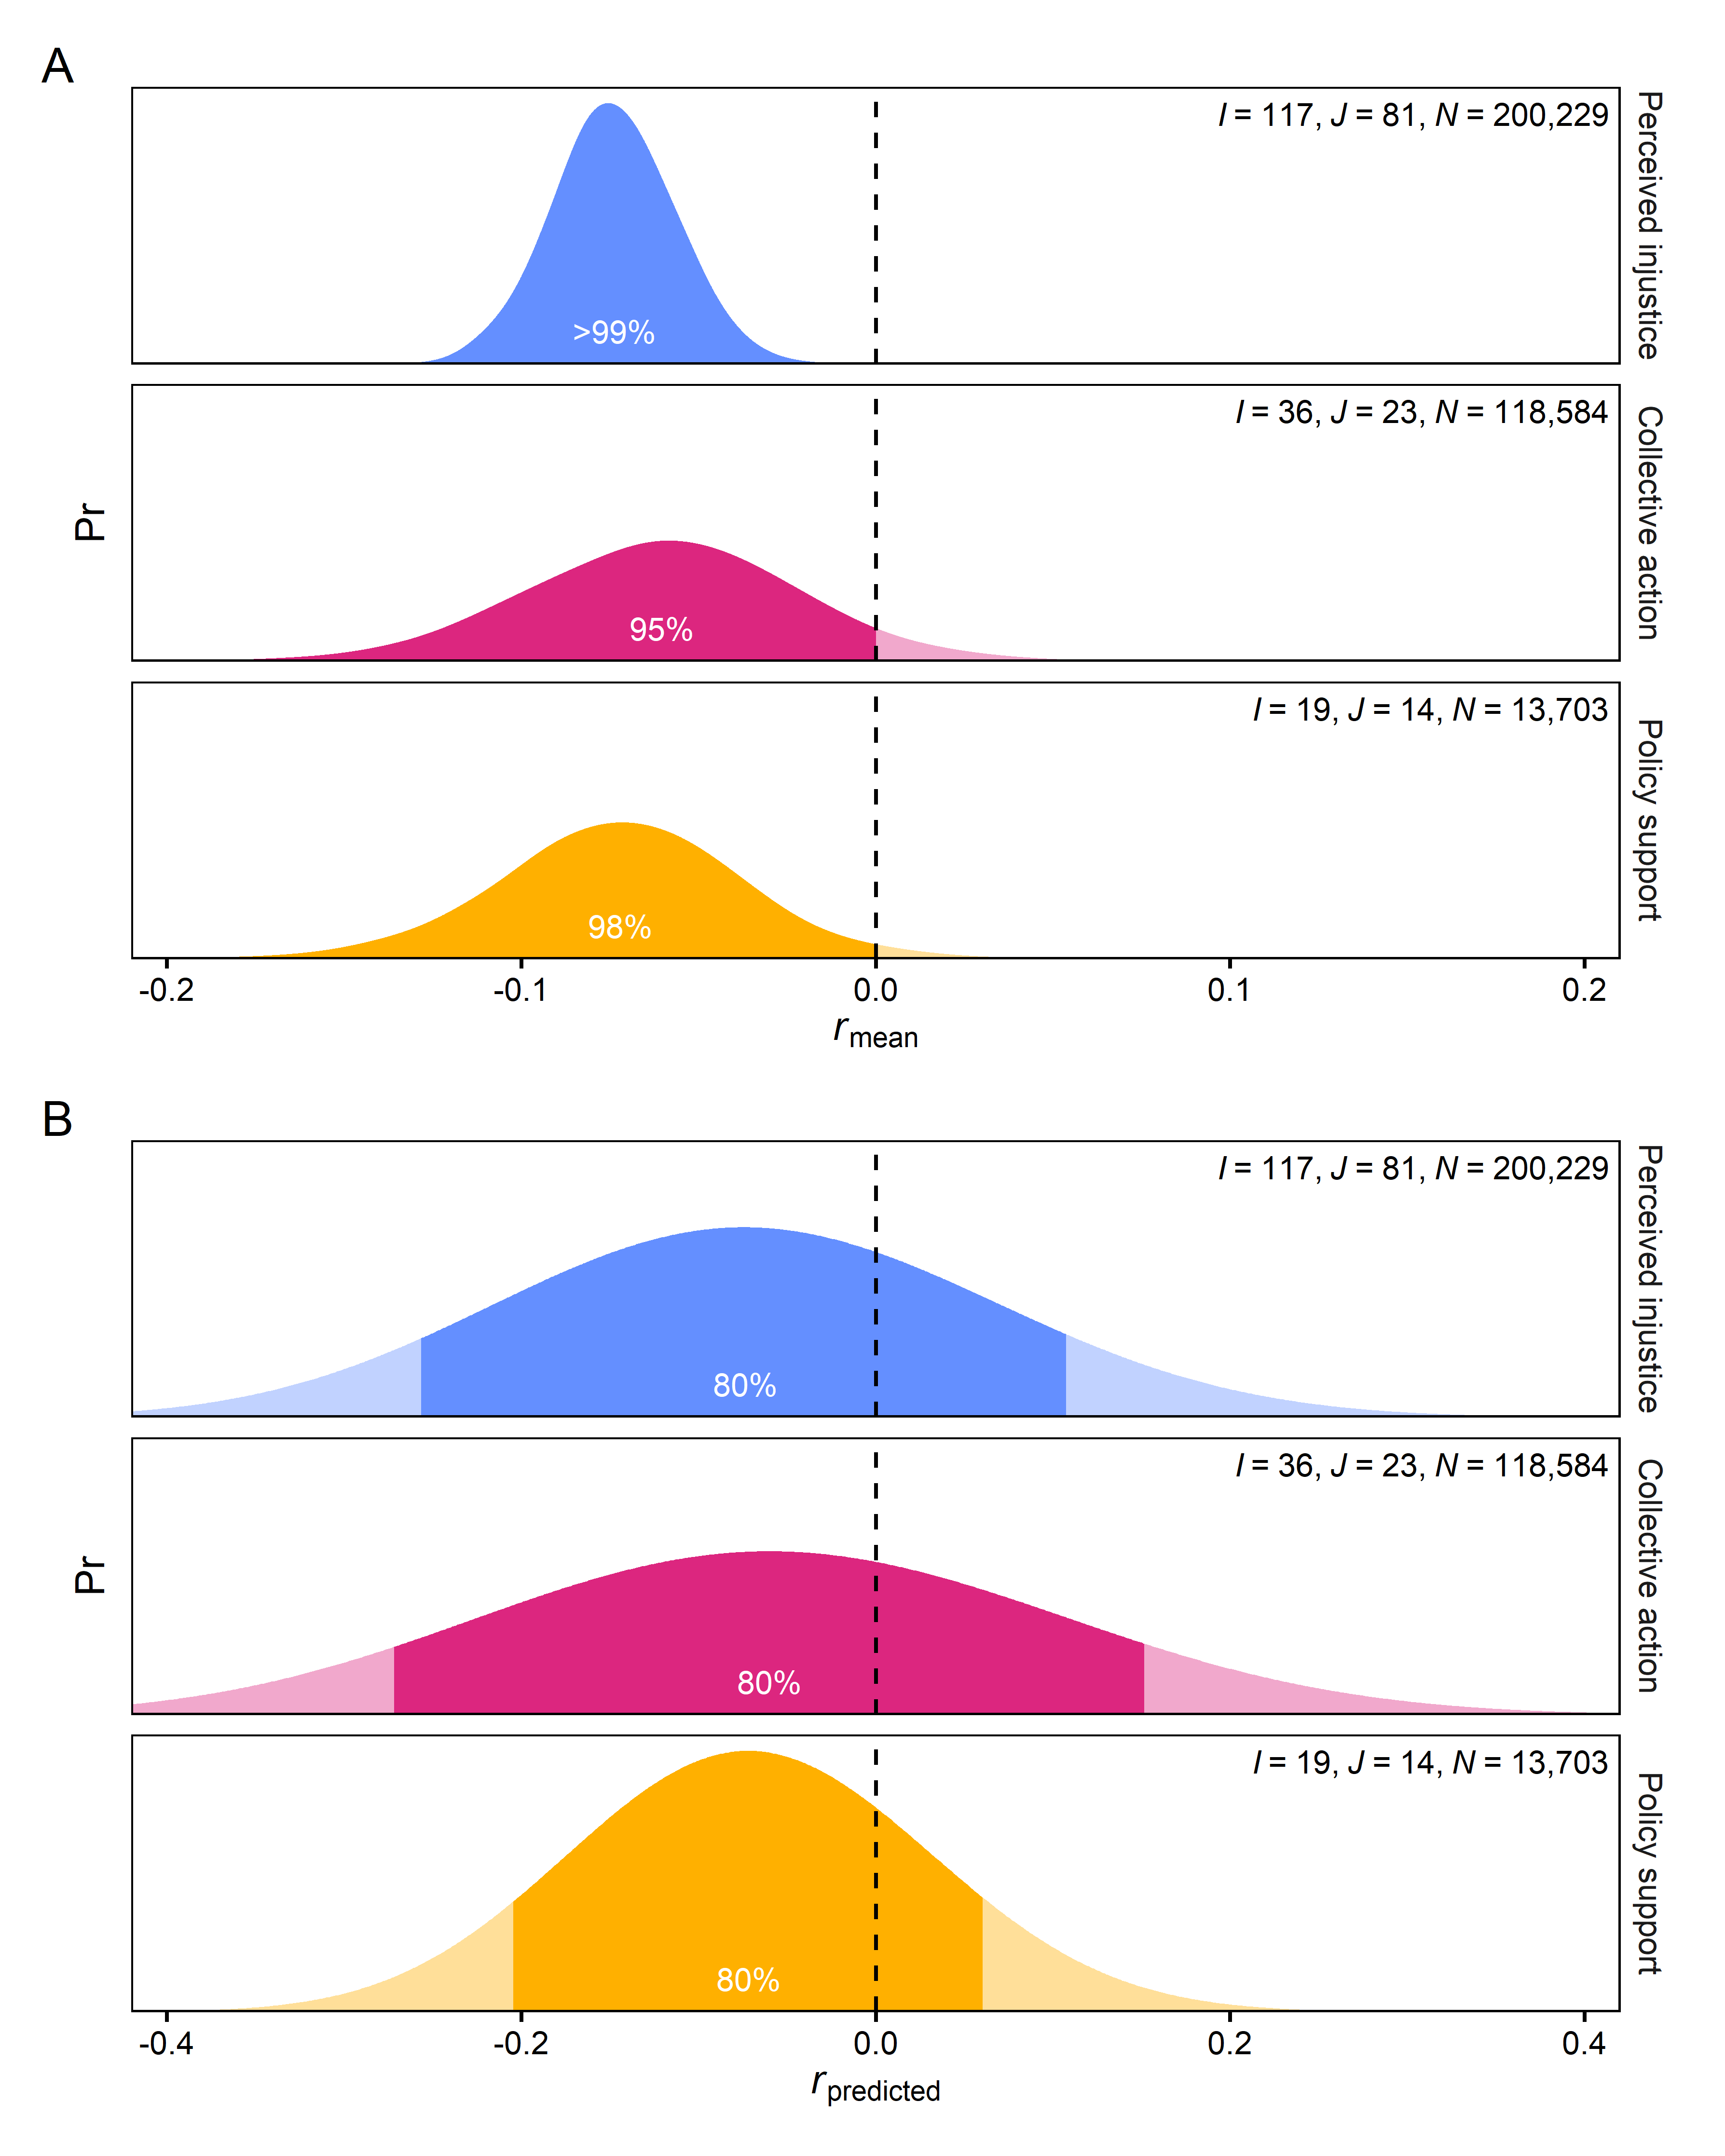 A
I = 117, J = 81, N = 200,229
Perceived injustice
>99%
I = 36, J = 23, N = 118,584
Collective action
95%
Pr
I = 19, J = 14, N = 13,703
Policy support
98%
-0.2 -0.1 0.0 0.1 0.2
r mean
B
I = 117, J = 81, N = 200,229
Perceived injustice
80%
I = 36, J = 23, N = 118,584
Collective action
80%
Pr
I = 19, J = 14, N = 13,703
Policy support
80%
-0.4 -0.2 0.0 0.2 0.4
r predicted